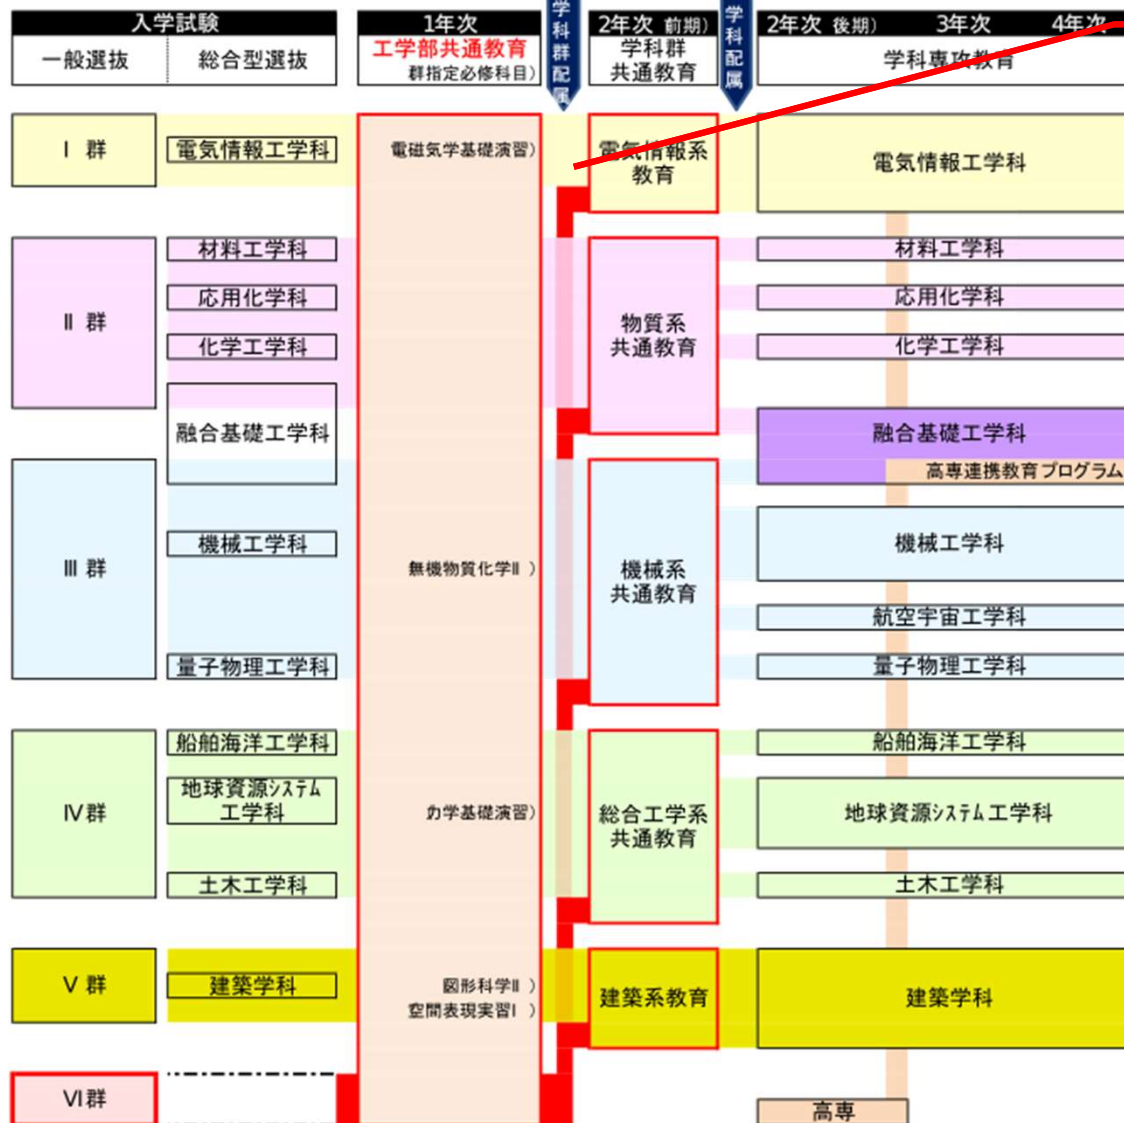 入学試験
一般選抜
総合型選抜
1年次
工学部共通教育
群指定必修科目)
学科群配属
2年次 前期)
学科群
共通教育
学科配属
2年次 後期) 3年次 4年次
学科専攻教育
Ⅰ 群
電気情報工学科
電磁気学基礎演習)
電気情報系
教育
電気情報工学科
Ⅱ 群
材料工学科
応用化学科
化学工学科
融合基礎工学科
物質系
共通教育
材料工学科
応用化学科
化学工学科
融合基礎工学科
高専連携教育プログラム
Ⅲ 群
機械工学科
量子物理工学科
無機物質化学Ⅱ )
機械系
共通教育
機械工学科
航空宇宙工学科
量子物理工学科
Ⅳ群
船舶海洋工学科
地球資源システム
工学科
土木工学科
力学基礎演習)
総合工学系
共通教育
船舶海洋工学科
地球資源システム工学科
土木工学科
Ⅴ 群
建築学科
図形科学Ⅱ )
空間表現実習Ⅰ )
建築系教育
建築学科
Ⅵ群
高専